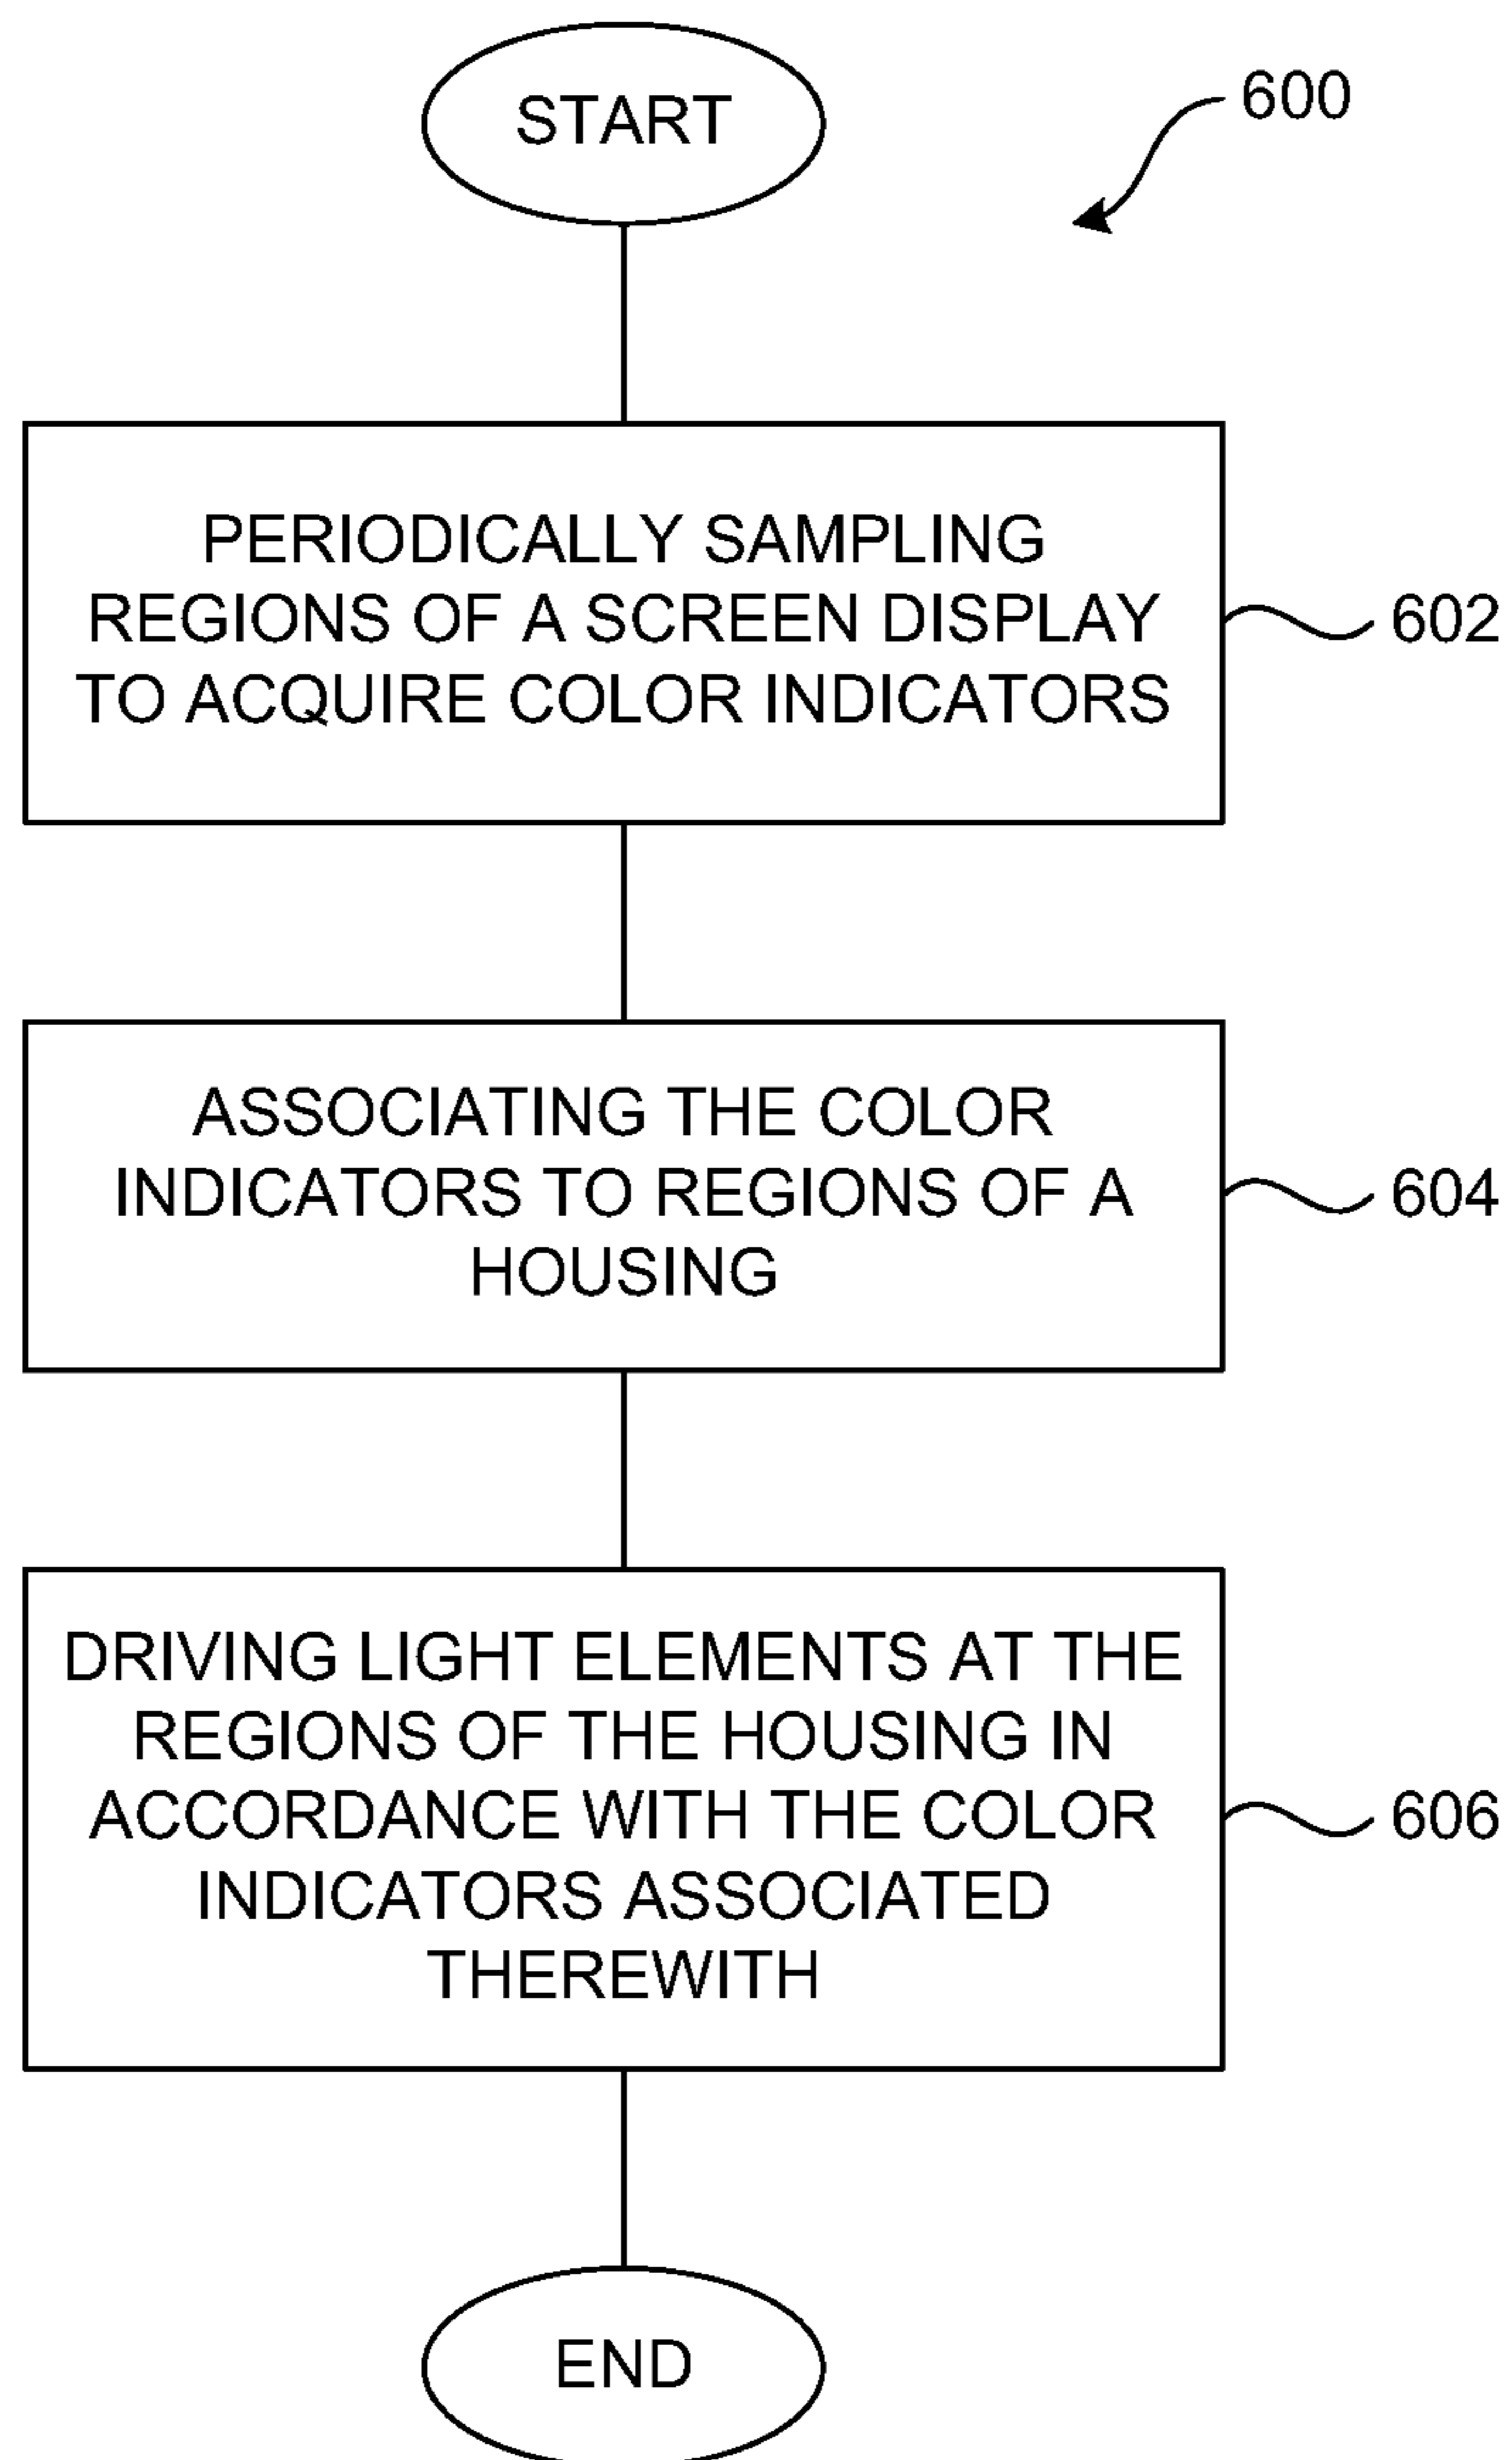 START
600
PERIODICALLY SAMPLING
REGIONS OF A SCREEN DISPLAY
TO ACQUIRE COLOR INDICATORS
602
ASSOCIATING THE COLOR
INDICATORS TO REGIONS OF A
HOUSING
604
DRIVING LIGHT ELEMENTS AT THE
REGIONS OF THE HOUSING IN
ACCORDANCE WITH THE COLOR
INDICATORS ASSOCIATED
THEREWITH
606
END